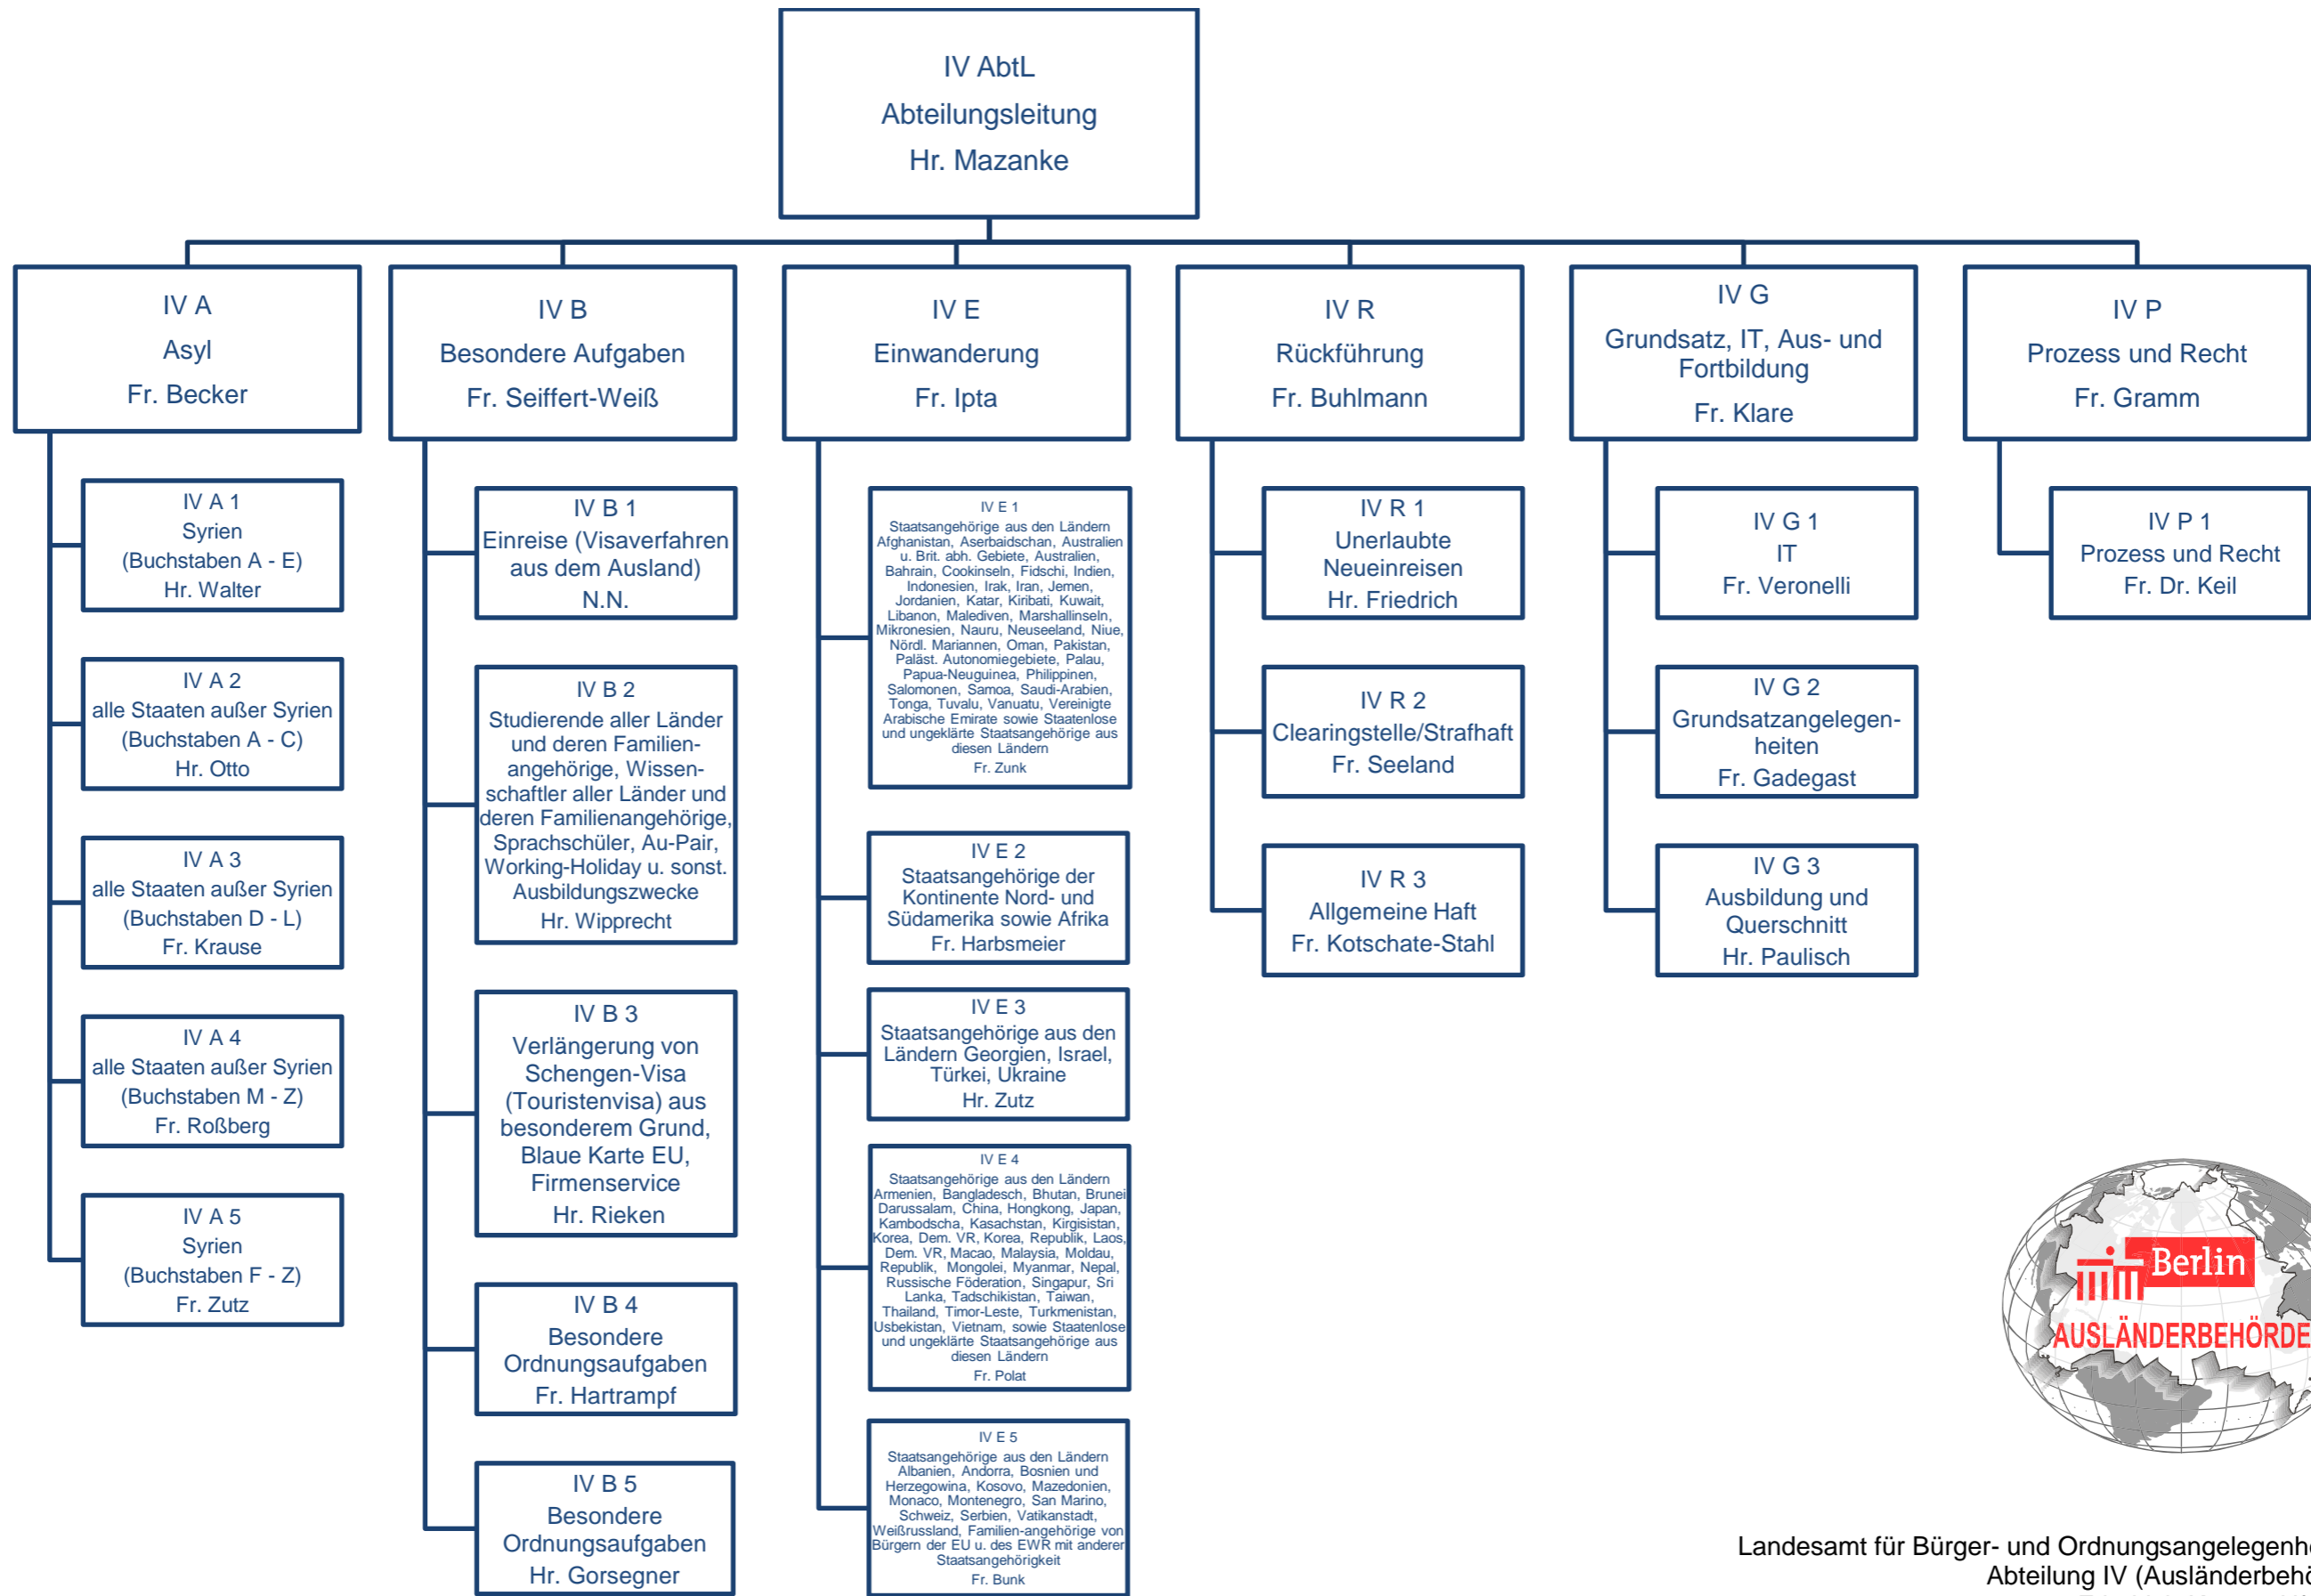 IV AbtL
Abteilungsleitung
Hr. Mazanke
IV A
Asyl
Fr. Becker
IV B
Besondere Aufgaben
Fr. Seiffert-Weiß
IV E
Einwanderung
Fr. Ipta
IV R
Rückführung
Fr. Buhlmann
IV G
Grundsatz, IT, Aus- und
Fortbildung
Fr. Klare
IV P
Prozess und Recht
Fr. Gramm
IV A 1
Syrien
(Buchstaben A - E)
Hr. Walter
IV A 2
alle Staaten außer Syrien
(Buchstaben A - C)
Hr. Otto
IV A 3
alle Staaten außer Syrien
(Buchstaben D - L)
Fr. Krause
IV A 4
alle Staaten außer Syrien
(Buchstaben M - Z)
Fr. Roßberg
IV A 5
Syrien
(Buchstaben F - Z)
Fr. Zutz
IV B 1
Einreise (Visaverfahren
aus dem Ausland)
N.N.
IV B 2
Studierende aller Länder
und deren Familien-
angehörige, Wissen-
schaftler aller Länder und
deren Familienangehörige,
Sprachschüler, Au-Pair,
Working-Holiday u. sonst.
Ausbildungszwecke
Hr. Wipprecht
IV B 3
Verlängerung von
Schengen-Visa
(Touristenvisa) aus
besonderem Grund,
Blaue Karte EU,
Firmenservice
Hr. Rieken
IV B 4
Besondere
Ordnungsaufgaben
Fr. Hartrampf
IV B 5
Besondere
Ordnungsaufgaben
Hr. Gorsegner
IV E 1
Staatsangehörige aus den Ländern
Afghanistan, Aserbaidschan, Australien
u. Brit. abh. Gebiete, Australien,
Bahrain, Cookinseln, Fidschi, Indien,
Indonesien, Irak, Iran, Jemen,
Jordanien, Katar, Kiribati, Kuwait,
Libanon, Malediven, Marshallinseln,
Mikronesien, Nauru, Neuseeland, Niue,
Nördl. Mariannen, Oman, Pakistan,
Paläst. Autonomiegebiete, Palau,
Papua-Neuguinea, Philippinen,
Salomonen, Samoa, Saudi-Arabien,
Tonga, Tuvalu, Vanuatu, Vereinigte
Arabische Emirate sowie Staatenlose
und ungeklärte Staatsangehörige aus
diesen Ländern
Fr. Zunk
IV E 2
Staatsangehörige der
Kontinente Nord- und
Südamerika sowie Afrika
Fr. Harbsmeier
IV E 3
Staatsangehörige aus den
Ländern Georgien, Israel,
Türkei, Ukraine
Hr. Zutz
IV E 4
Staatsangehörige aus den Ländern
Armenien, Bangladesch, Bhutan, Brunei
Darussalam, China, Hongkong, Japan,
Kambodscha, Kasachstan, Kirgisistan,
Korea, Dem. VR, Korea, Republik, Laos,
Dem. VR, Macao, Malaysia, Moldau,
Republik, Mongolei, Myanmar, Nepal,
Russische Föderation, Singapur, Sri
Lanka, Tadschikistan, Taiwan,
Thailand, Timor-Leste, Turkmenistan,
Usbekistan, Vietnam, sowie Staatenlose
und ungeklärte Staatsangehörige aus
diesen Ländern
Fr. Polat
IV E 5
Staatsangehörige aus den Ländern
Albanien, Andorra, Bosnien und
Herzegowina, Kosovo, Mazedonien,
Monaco, Montenegro, San Marino,
Schweiz, Serbien, Vatikanstadt,
Weißrussland, Familien-angehörige von
Bürgern der EU u. des EWR mit anderer
Staatsangehörigkeit
Fr. Bunk
IV R 1
Unerlaubte
Neueinreisen
Hr. Friedrich
IV R 2
Clearingstelle/Strafhaft
Fr. Seeland
IV R 3
Allgemeine Haft
Fr. Kotschate-Stahl
IV G 1
IT
Fr. Veronelli
IV G 2
Grundsatzangelegen-
heiten
Fr. Gadegast
IV G 3
Ausbildung und
Querschnitt
Hr. Paulisch
IV P 1
Prozess und Recht
Fr. Dr. Keil
Berlin
AUSLÄNDERBEHÖRDE
Landesamt für Bürger- und Ordnungsangelegenhe
Abteilung IV (Ausländerbehö